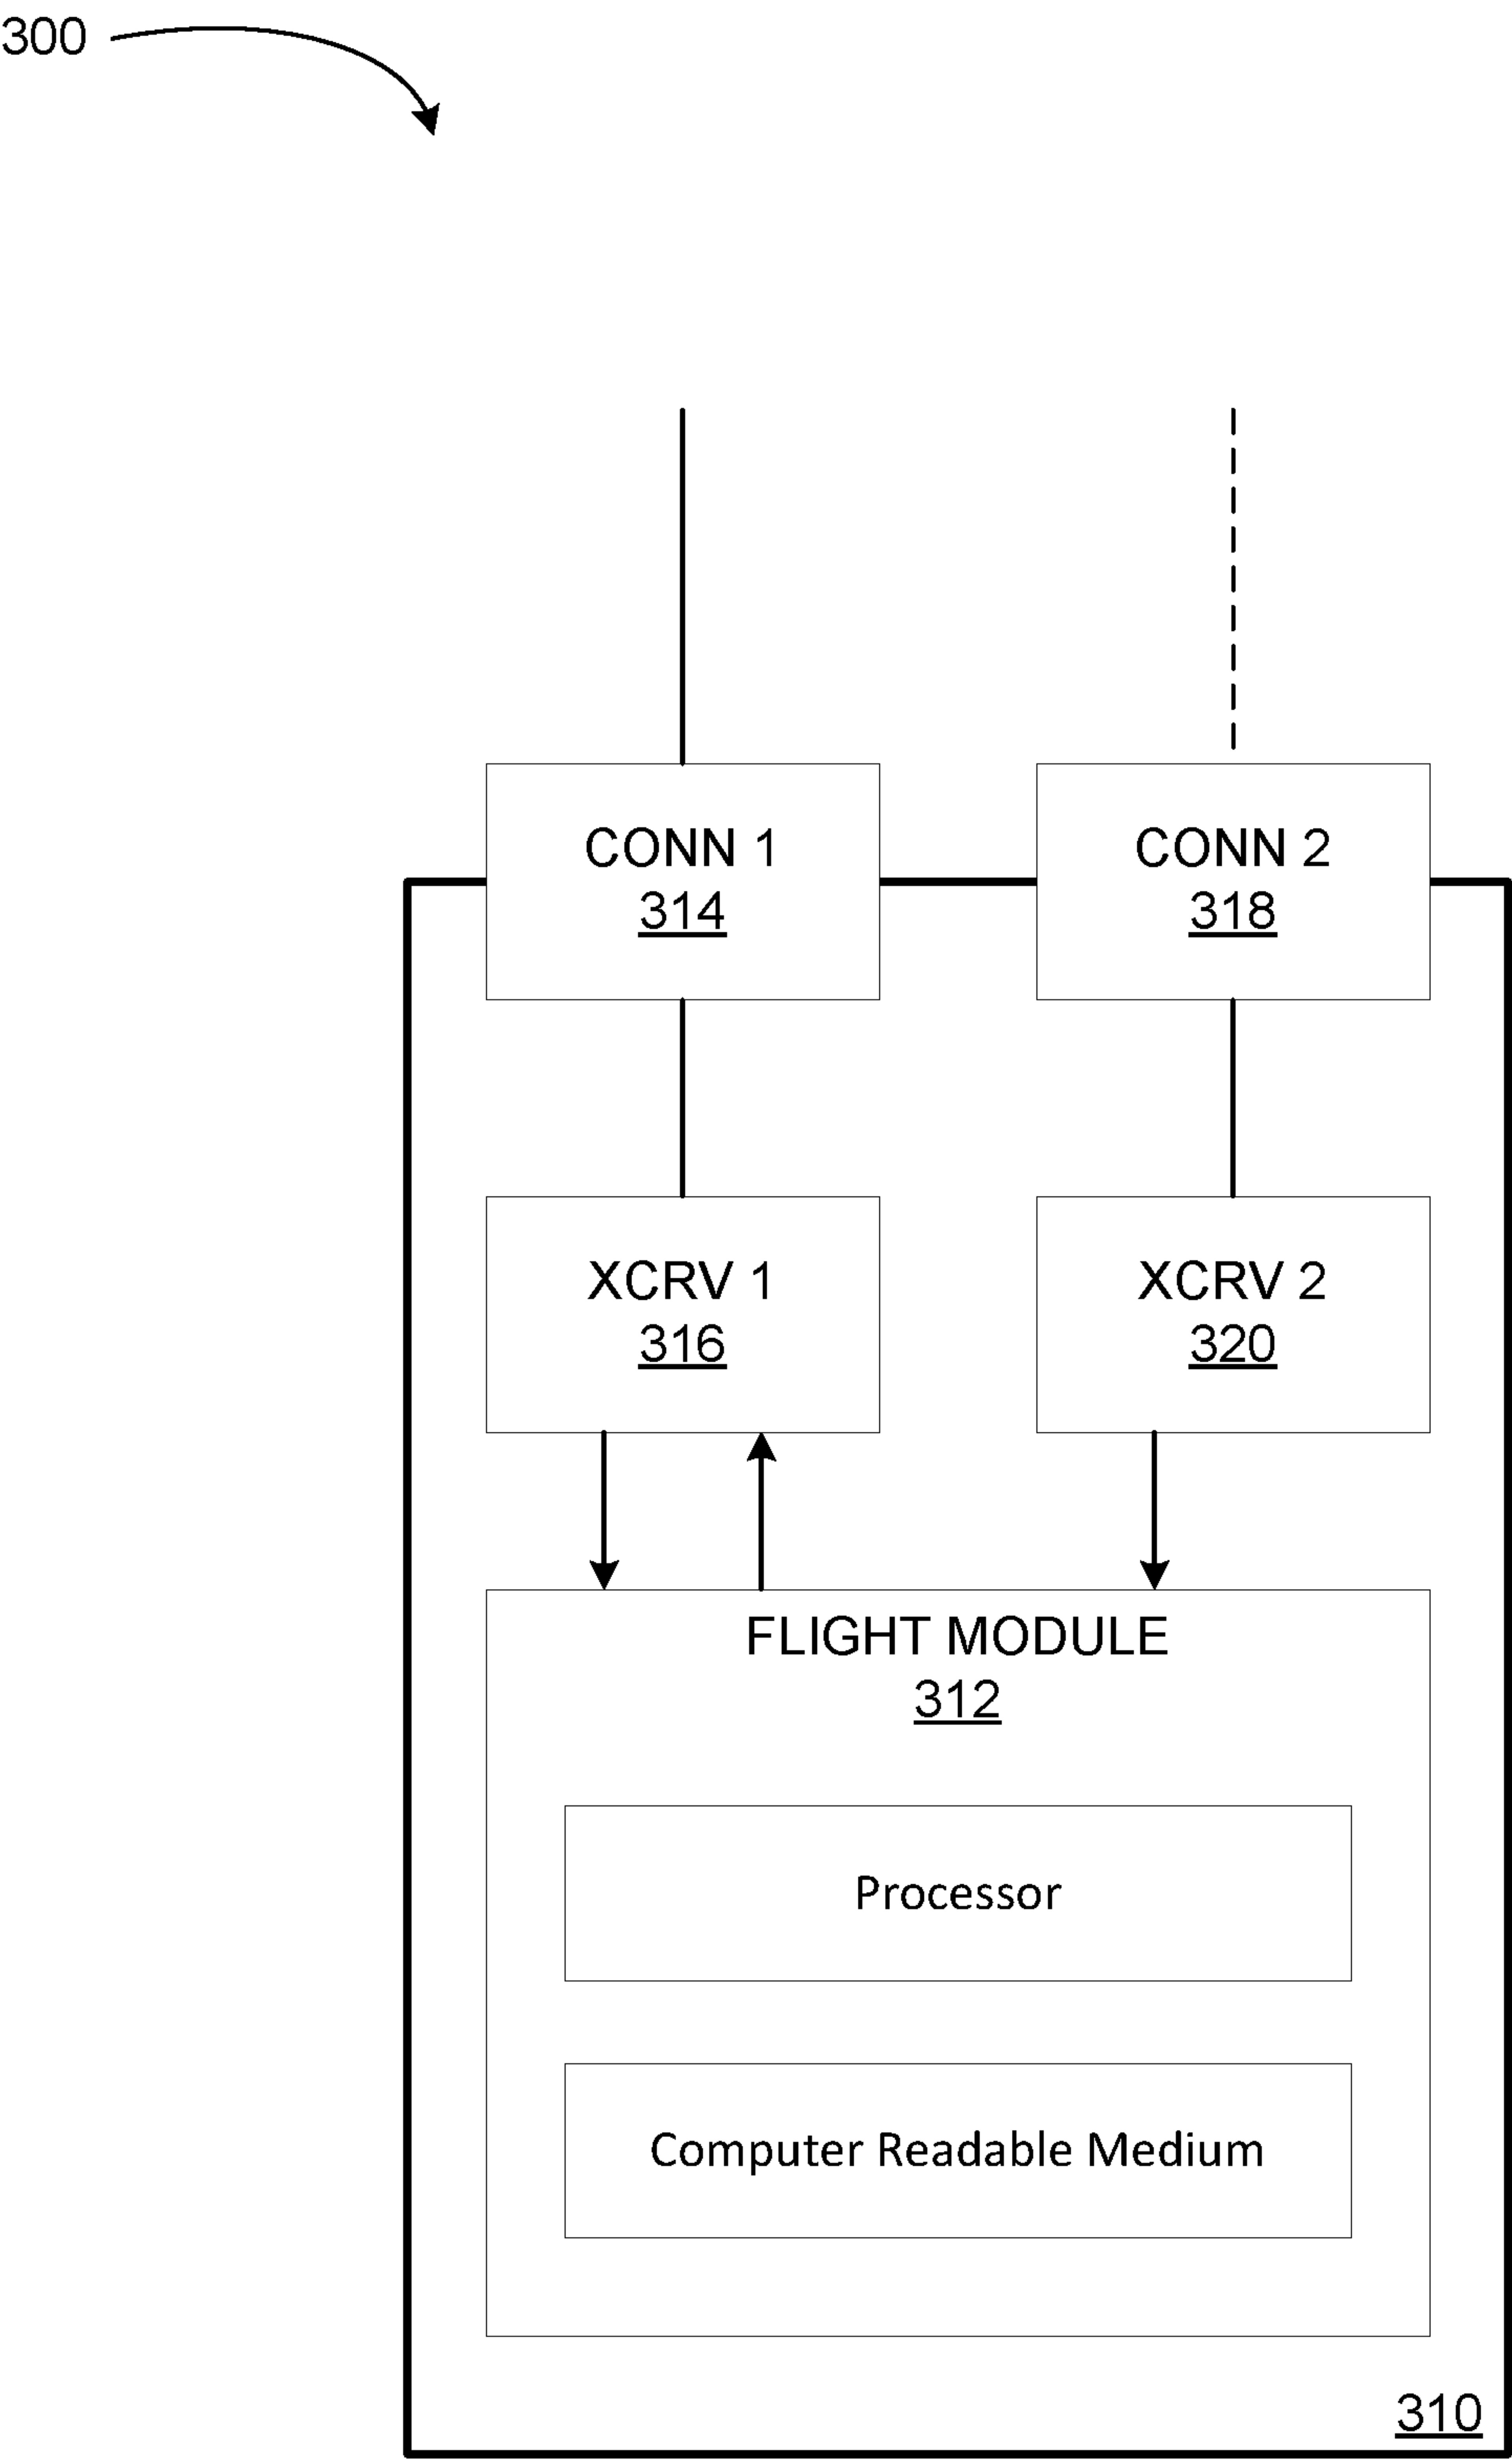 300
CONN 1
314
CONN 2
318
XCRV 1
316
XCRV 2
320
FLIGHT MODULE
312
Processor
Computer Readable Medium
310